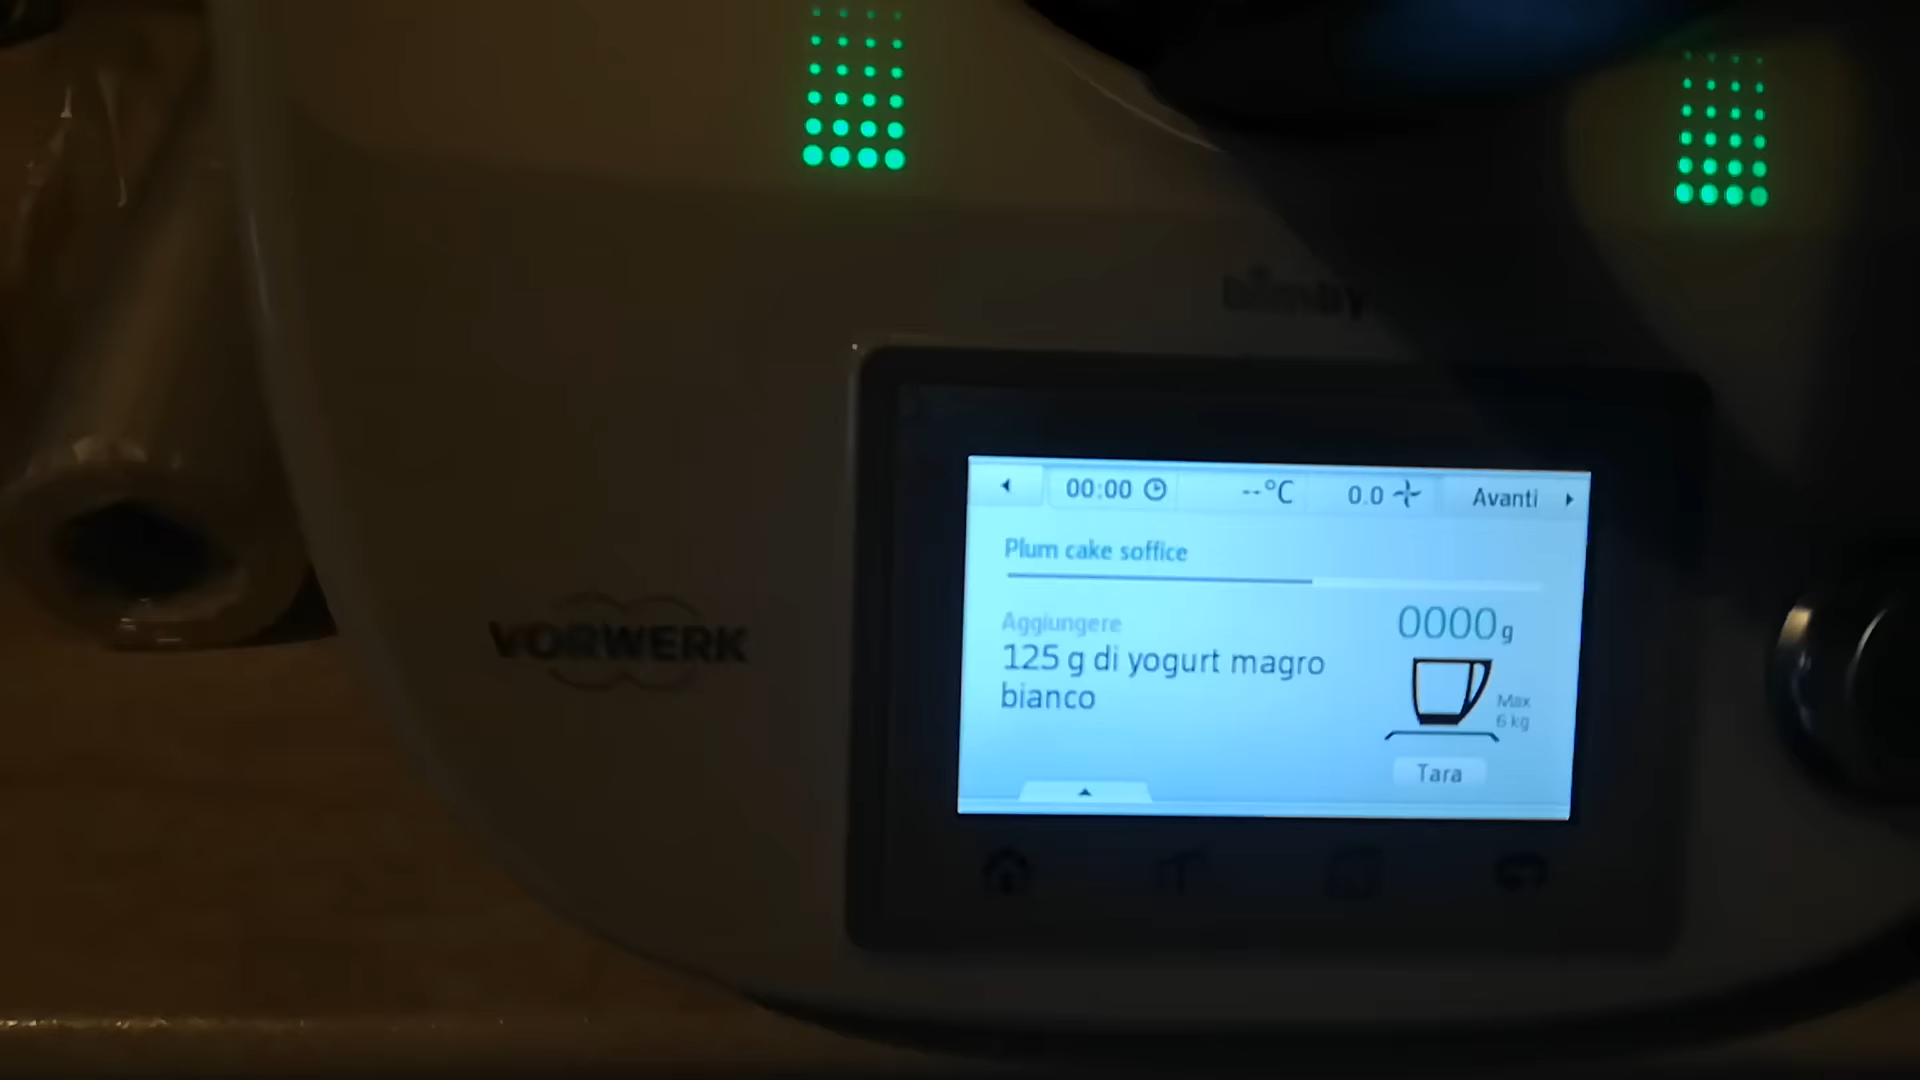 bimby
00:00 --°C 0.0 Avanti
Plum cake soffice
Aggiungere
125 g di yogurt magro
bianco
0000g
Max
6 kg
Tara
VORWERK